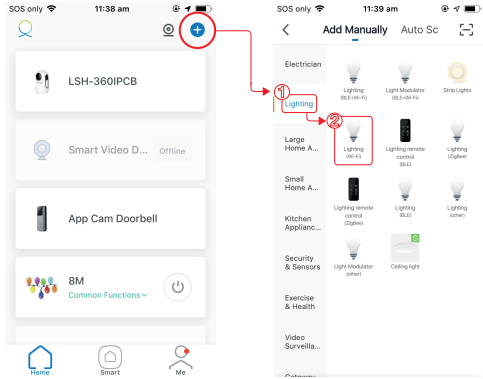 SOS only
11:38 am
LSH-360IPCB
Smart Video D...
Offline
App Cam Doorbell
8M
Common Functions
Home
Smart
Me
SOS only
11:39 am
Add Manually
Auto Sc
Electrician
①
Lighting
Large
Home A...
Small
Home A...
Kitchen
Applianc...
Security
& Sensors
Exercise
& Health
Video
Surveilla...
Gateway
Lighting
(BLE+Wi-Fi)
Light Modulator
(BLE+Wi-Fi)
Strip Lights
②
Lighting
(Wi-Fi)
Lighting remote
control
(BLE)
Lighting
(ZigBee)
Lighting remote
control
(ZigBee)
Lighting
(BLE)
Lighting
(other)
Light Modulator
(other)
Ceiling light